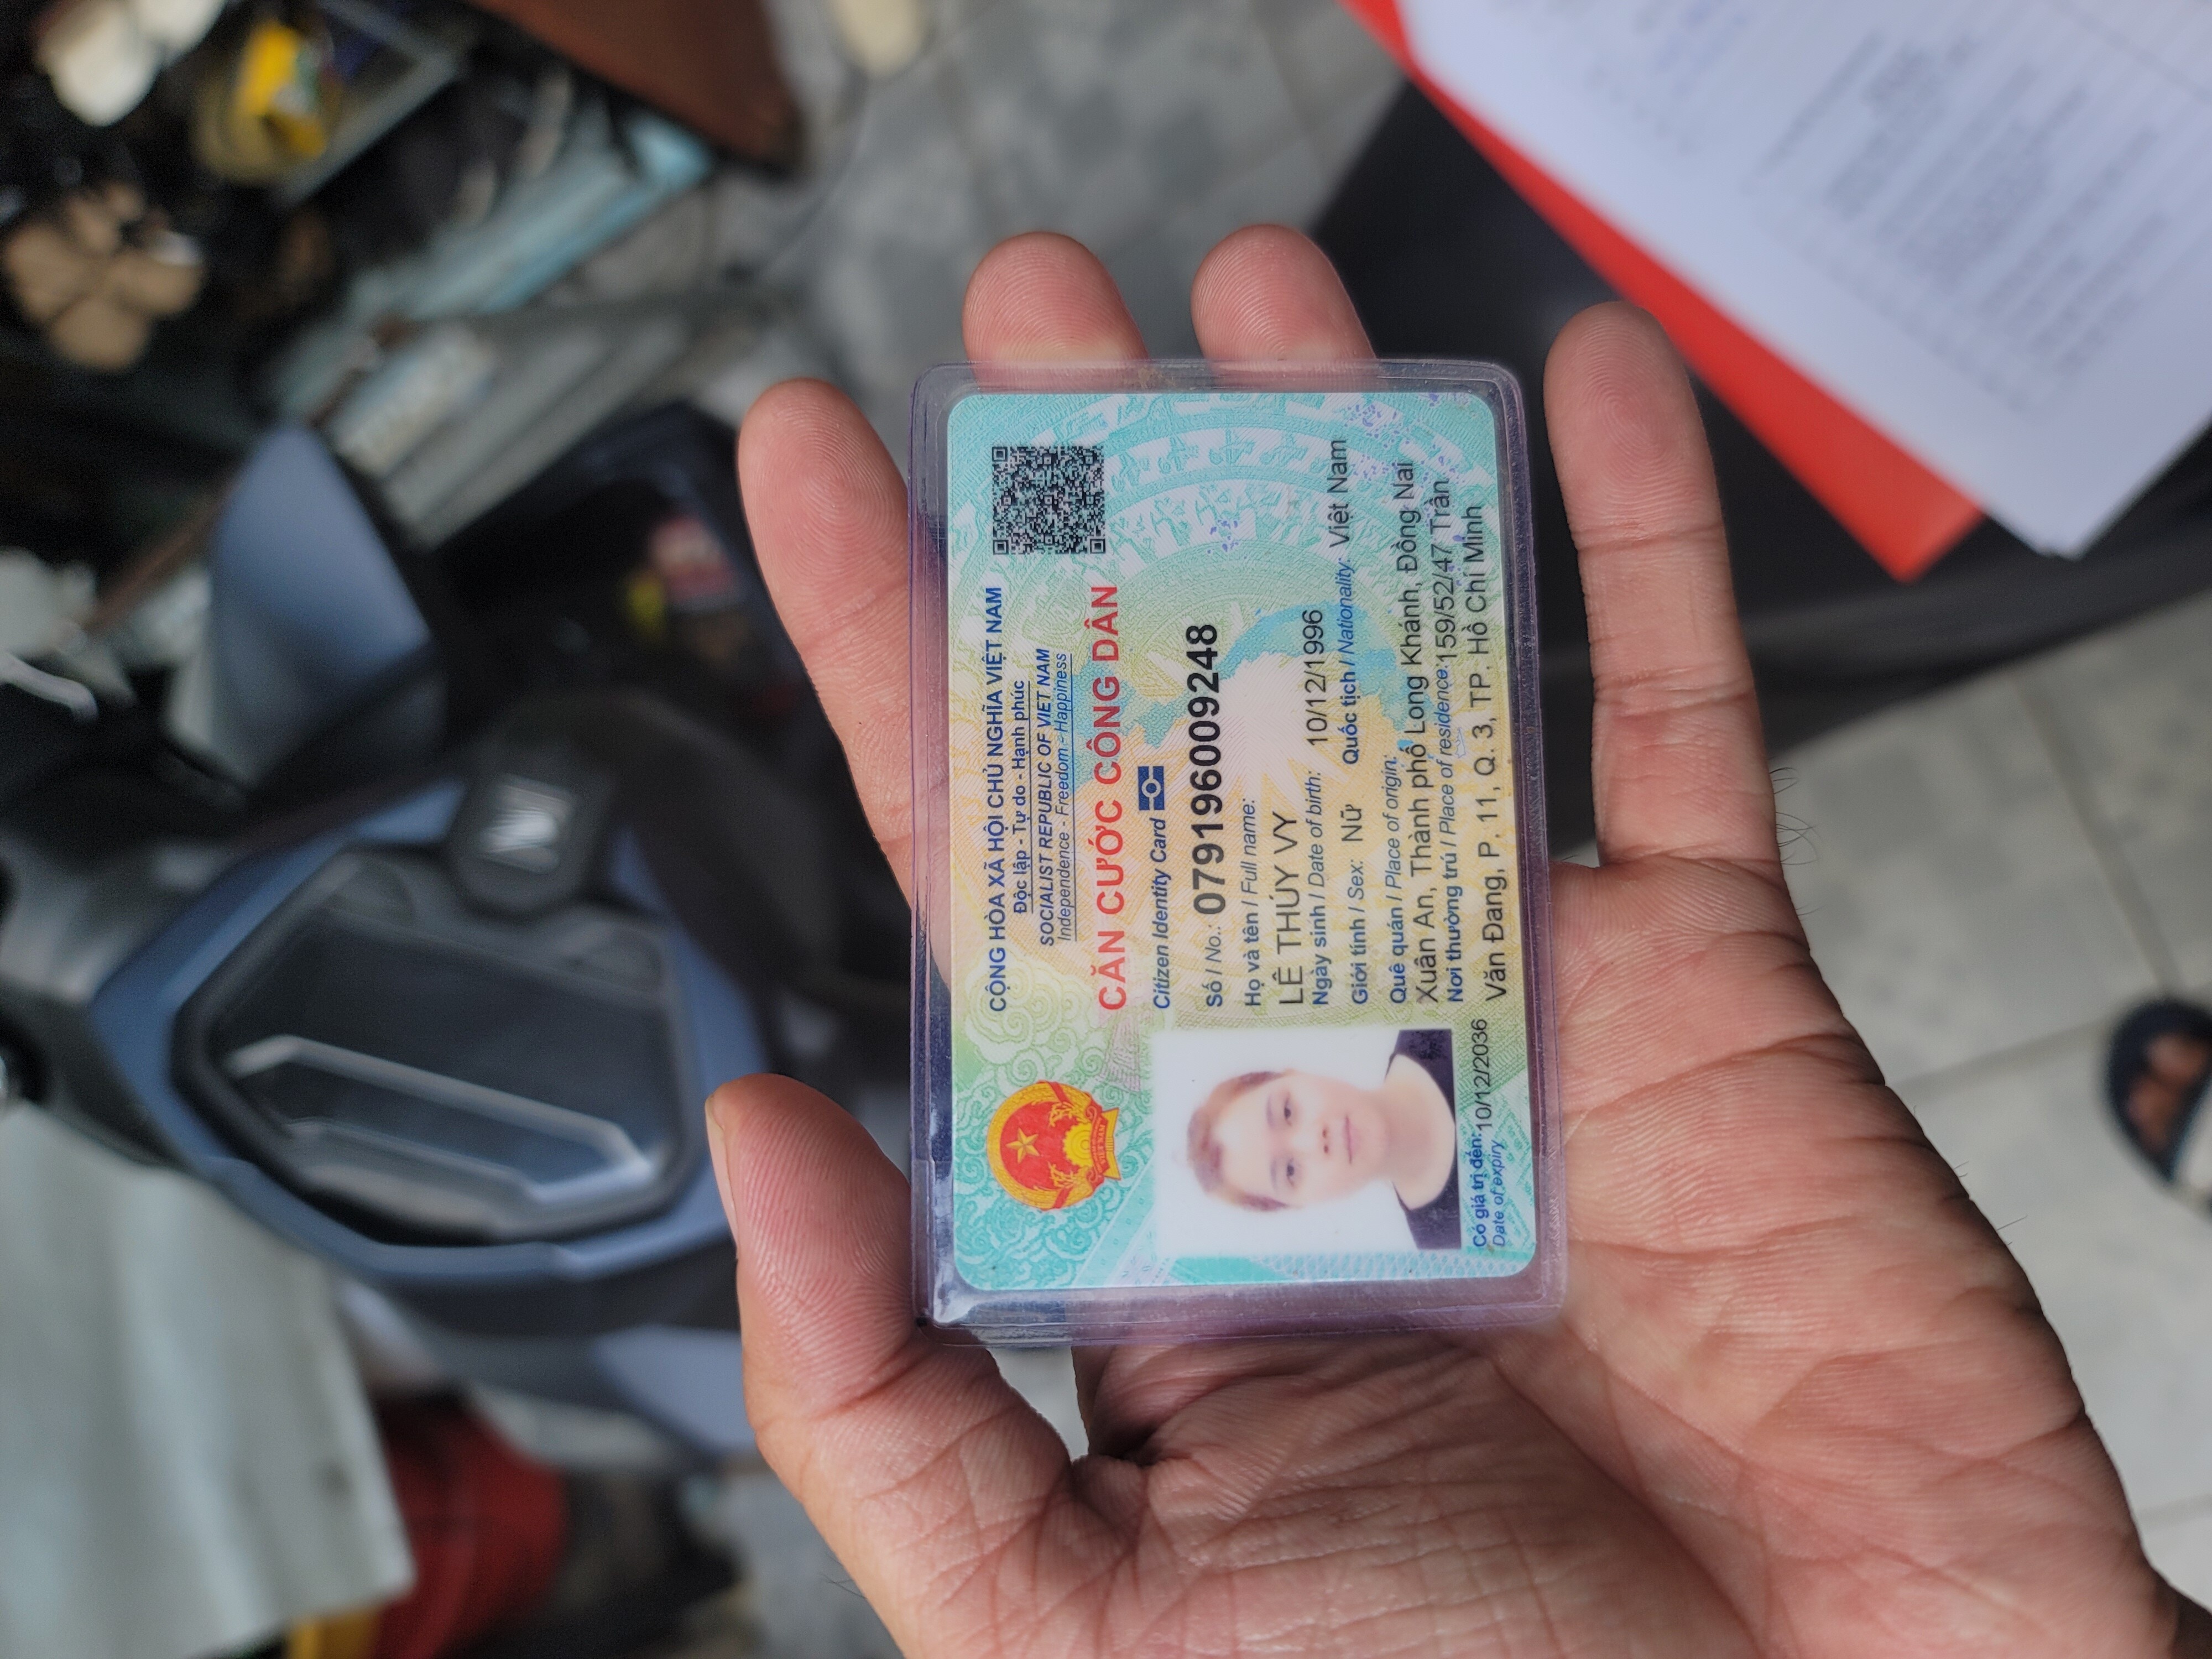 CỘNG HÒA XÃ HỘI CHỦ NGHĨA VIỆT NAM
Độc lập - Tự do - Hạnh phúc
SOCIALIST REPUBLIC OF VIET NAM
Independence - Freedom - Happiness
CĂN CƯỚC CÔNG DÂN
Citizen Identity Card
Số / No.: 079196009248
Họ và tên / Full name:
LÊ THÚY VY
Ngày sinh / Date of birth: 10/12/1996
Giới tính / Sex: Nữ Quốc tịch / Nationality: Việt Nam
Quê quán / Place of origin:
Xuân An, Thành phố Long Khánh, Đồng Nai
Nơi thường trú / Place of residence: 159/52/47 Trần
Văn Đang, P. 11, Q. 3, TP. Hồ Chí Minh
Có giá trị đến: 10/12/2036
Date of expiry